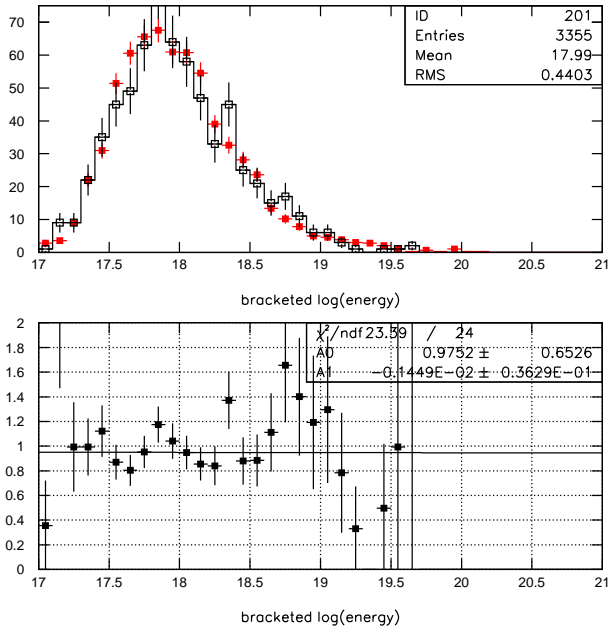 ID 201
Entries 3355
Mean 17.99
RMS 0.4403
70
60
50
40
30
20
10
0
17 17.5 18 18.5 19 19.5 20 20.5 21
bracketed log(energy)
2
1.8
1.6
1.4
1.2
1
0.8
0.6
0.4
0.2
0
χ²/ndf 23.39 / 24
A0 0.9752 ± 0.6526
A1 -0.1449E-02 ± 0.3629E-01
17 17.5 18 18.5 19 19.5 20 20.5 21
bracketed log(energy)